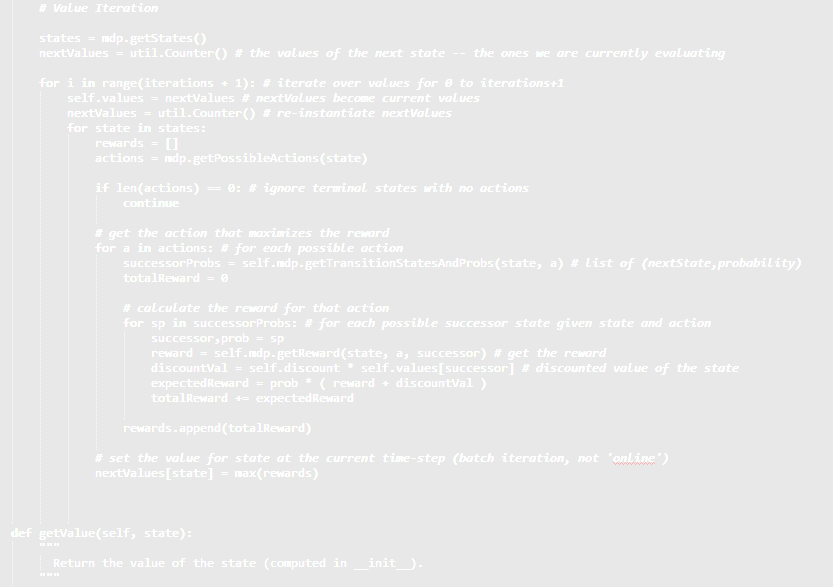 # Value Iteration
states = mdp.getStates()
nextValues = util.Counter() # the values of the next state -- the ones we are currently evaluating
for i in range(iterations + 1): # iterate over values for 0 to iterations+1
self.values = nextValues # nextValues become current values
nextValues = util.Counter() # re-instantiate nextValues
for state in states:
rewards = []
actions = mdp.getPossibleActions(state)
if len(actions) == 0: # ignore terminal states with no actions
continue
# get the action that maximizes the reward
for a in actions: # for each possible action
successorProbs = self.mdp.getTransitionStatesAndProbs(state, a) # list of (nextState,probability)
totalReward = 0
# calculate the reward for that action
for sp in successorProbs: # for each possible successor state given state and action
successor,prob = sp
reward = self.mdp.getReward(state, a, successor) # get the reward
discountVal = self.discount * self.values[successor] # discounted value of the state
expectedReward = prob * ( reward + discountVal )
totalReward += expectedReward
rewards.append(totalReward)
# set the value for state at the current time-step (batch iteration, not 'online')
nextValues[state] = max(rewards)
def getValue(self, state):
"""
Return the value of the state (computed in __init__).
"""